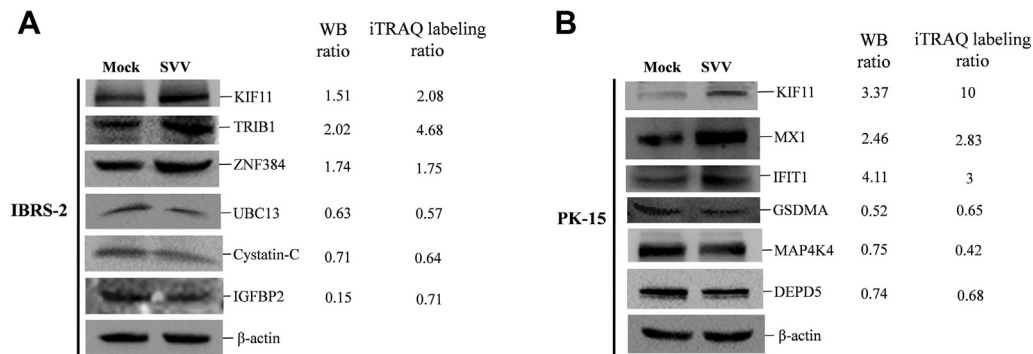 A
WB ratio
iTRAQ labeling ratio
Mock SVV
IBRS-2
KIF11 1.51 2.08
TRIB1 2.02 4.68
ZNF384 1.74 1.75
UBC13 0.63 0.57
Cystatin-C 0.71 0.64
IGFBP2 0.15 0.71
β-actin
B
WB ratio
iTRAQ labeling ratio
Mock SVV
PK-15
KIF11 3.37 10
MX1 2.46 2.83
IFIT1 4.11 3
GSDMA 0.52 0.65
MAP4K4 0.75 0.42
DEPD5 0.74 0.68
β-actin